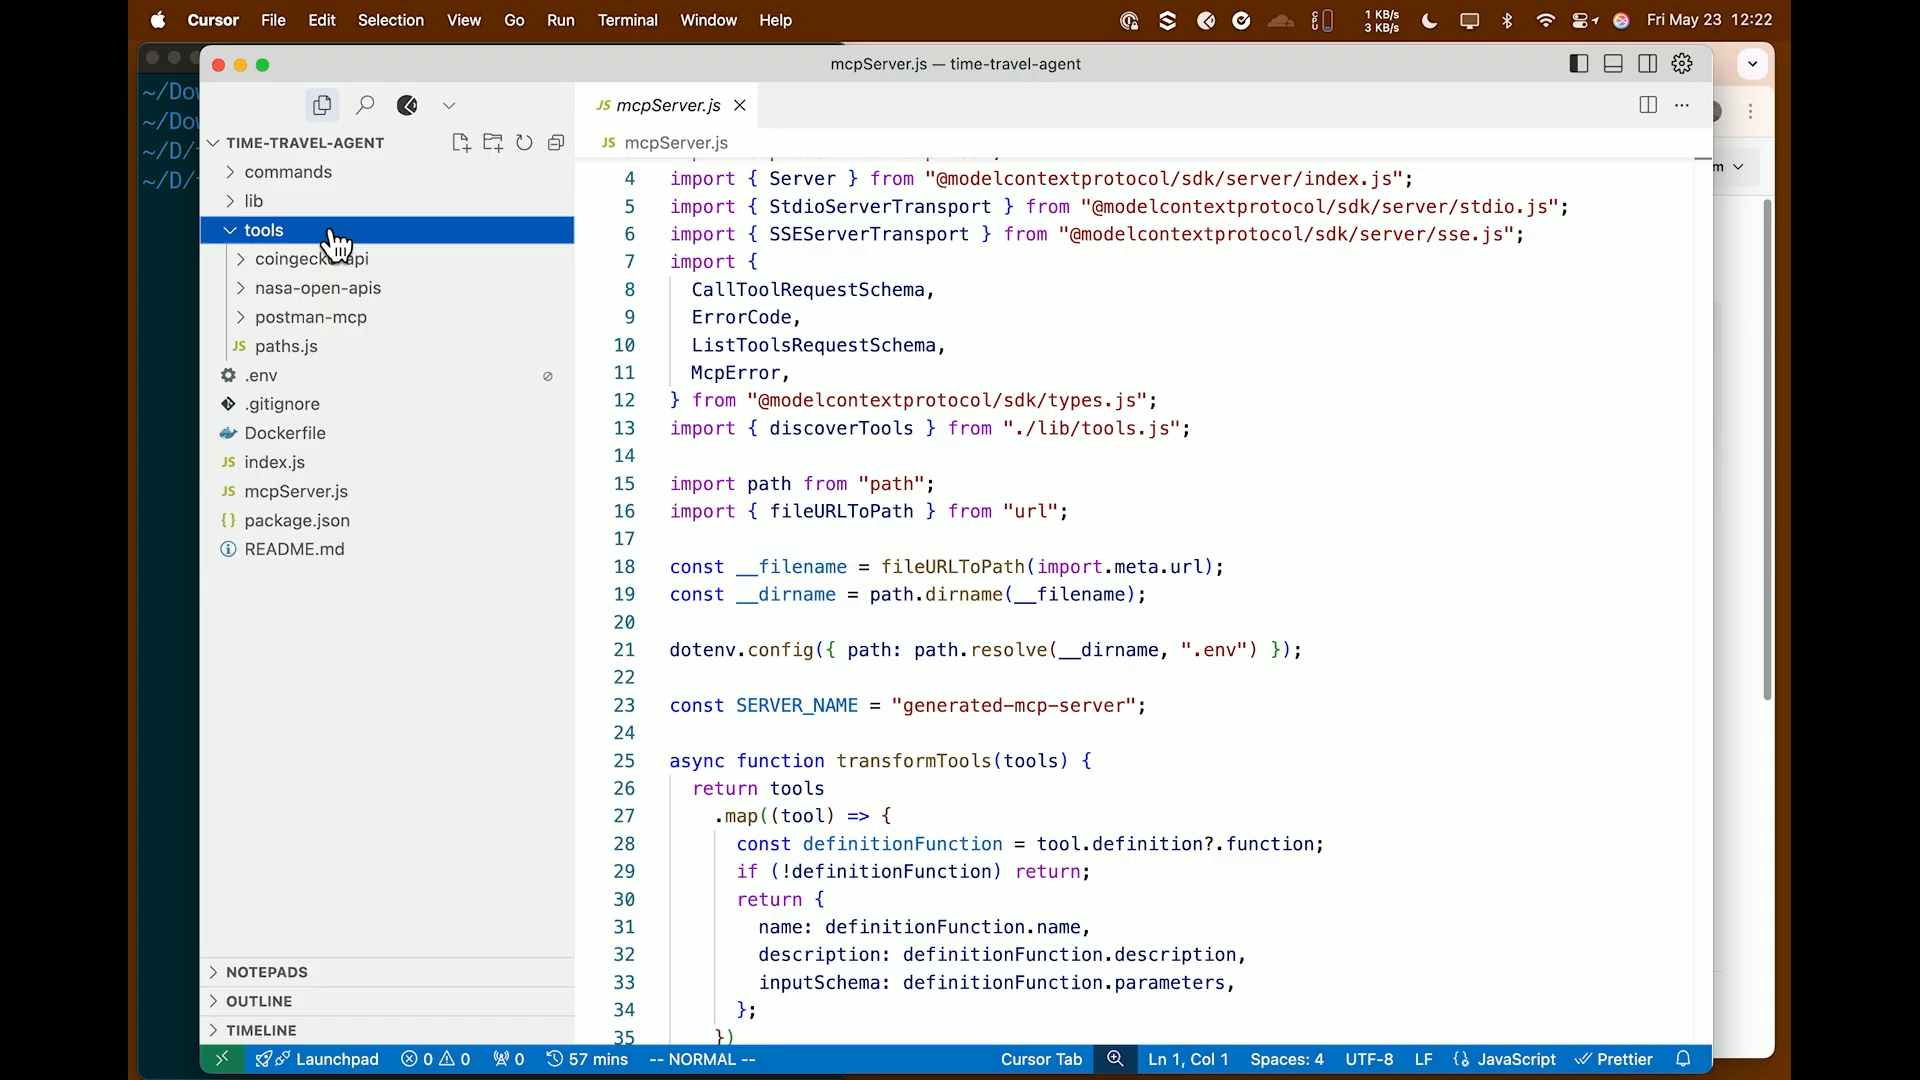 Cursor File Edit Selection View Go Run Terminal Window Help
1 KB/s
3 KB/s
Fri May 23 12:22
mcpServer.js — time-travel-agent
~/Dow
~/Dow
~/D/
~/D/
JS mcpServer.js
JS mcpServer.js
TIME-TRAVEL-AGENT
commands
lib
tools
nasa-open-apis
postman-mcp
JS paths.js
.env
.gitignore
Dockerfile
JS index.js
JS mcpServer.js
{} package.json
README.md
NOTEPADS
OUTLINE
TIMELINE
4 import { Server } from "@modelcontextprotocol/sdk/server/index.js";
5 import { StdioServerTransport } from "@modelcontextprotocol/sdk/server/stdio.js";
6 import { SSEServerTransport } from "@modelcontextprotocol/sdk/server/sse.js";
7 import {
8 CallToolRequestSchema,
9 ErrorCode,
10 ListToolsRequestSchema,
11 McpError,
12 } from "@modelcontextprotocol/sdk/types.js";
13 import { discoverTools } from "./lib/tools.js";
14
15 import path from "path";
16 import { fileURLToPath } from "url";
17
18 const __filename = fileURLToPath(import.meta.url);
19 const __dirname = path.dirname(__filename);
20
21 dotenv.config({ path: path.resolve(__dirname, ".env") });
22
23 const SERVER_NAME = "generated-mcp-server";
24
25 async function transformTools(tools) {
26 return tools
27 .map((tool) => {
28 const definitionFunction = tool.definition?.function;
29 if (!definitionFunction) return;
30 return {
31 name: definitionFunction.name,
32 description: definitionFunction.description,
33 inputSchema: definitionFunction.parameters,
34 };
35 })
Launchpad 0 0 0 57 mins -- NORMAL -- Cursor Tab Ln 1, Col 1 Spaces: 4 UTF-8 LF JavaScript Prettier